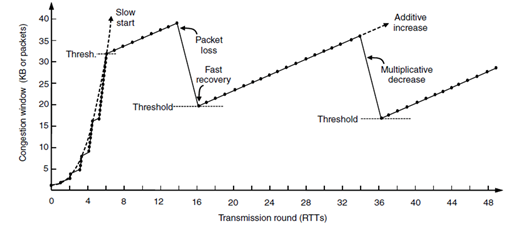 Congestion window (KB or packets)
40
35
30
25
20
15
10
5
Slow
start
Thresh.
Packet
loss
Fast
recovery
Threshold
Additive
increase
Multiplicative
decrease
Threshold
0 4 8 12 16 20 24 28 32 36 40 44 48
Transmission round (RTTs)